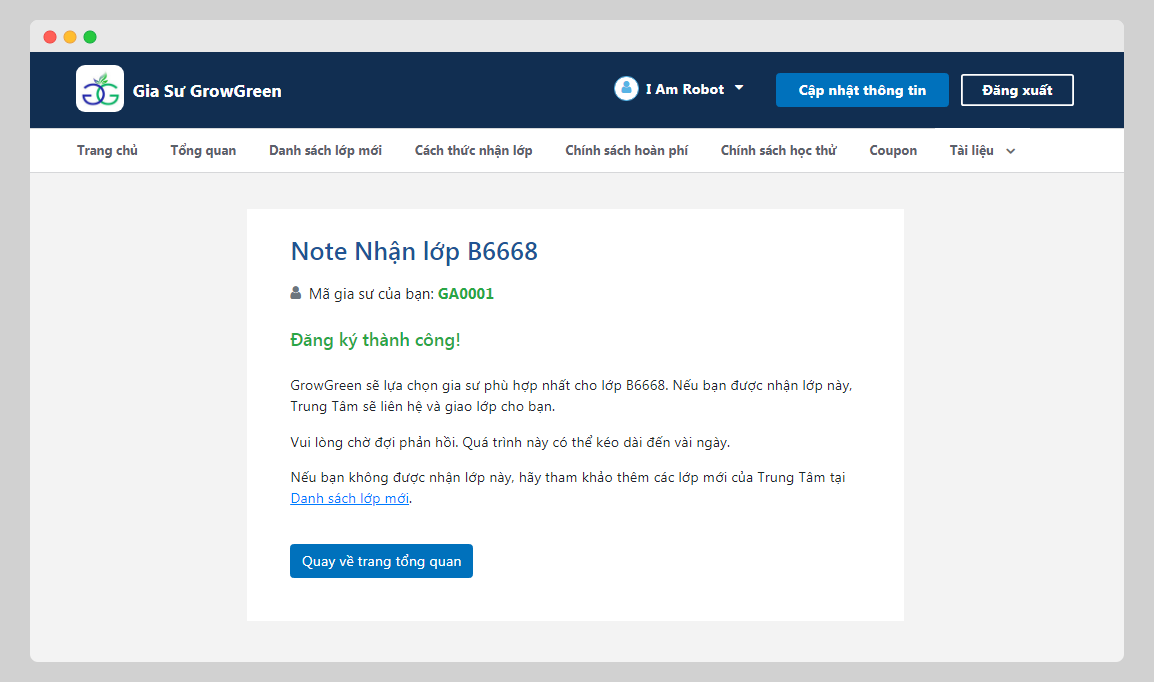 Gia Sư GrowGreen
I Am Robot
Cập nhật thông tin
Đăng xuất
Trang chủ
Tổng quan
Danh sách lớp mới
Cách thức nhận lớp
Chính sách hoàn phí
Chính sách học thử
Coupon
Tài liệu
Note Nhận lớp B6668
Mã gia sư của bạn: GA0001
Đăng ký thành công!
GrowGreen sẽ lựa chọn gia sư phù hợp nhất cho lớp B6668. Nếu bạn được nhận lớp này,
Trung Tâm sẽ liên hệ và giao lớp cho bạn.
Vui lòng chờ đợi phản hồi. Quá trình này có thể kéo dài đến vài ngày.
Nếu bạn không được nhận lớp này, hãy tham khảo thêm các lớp mới của Trung Tâm tại
Danh sách lớp mới.
Quay về trang tổng quan